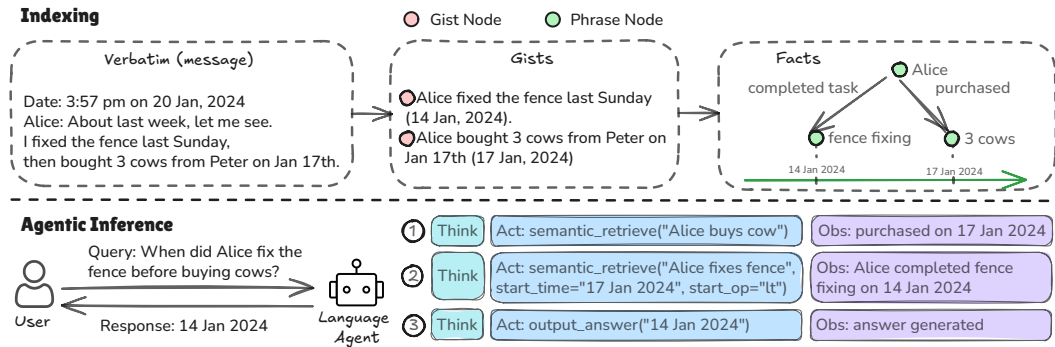 Indexing
Gist Node
Phrase Node
Verbatim (message)
Date: 3:57 pm on 20 Jan, 2024
Alice: About last week, let me see.
I fixed the fence last Sunday,
then bought 3 cows from Peter on Jan 17th.
Gists
Alice fixed the fence last Sunday
(14 Jan, 2024).
Alice bought 3 cows from Peter on
Jan 17th (17 Jan, 2024)
Facts
Alice
completed task
purchased
fence fixing
3 cows
14 Jan 2024
17 Jan 2024
Agentic Inference
Query: When did Alice fix the
fence before buying cows?
User
Response: 14 Jan 2024
Language
Agent
1
Think
Act: semantic_retrieve("Alice buys cow")
Obs: purchased on 17 Jan 2024
2
Think
Act: semantic_retrieve("Alice fixes fence",
start_time="17 Jan 2024", start_op="lt")
Obs: Alice completed fence
fixing on 14 Jan 2024
3
Think
Act: output_answer("14 Jan 2024")
Obs: answer generated